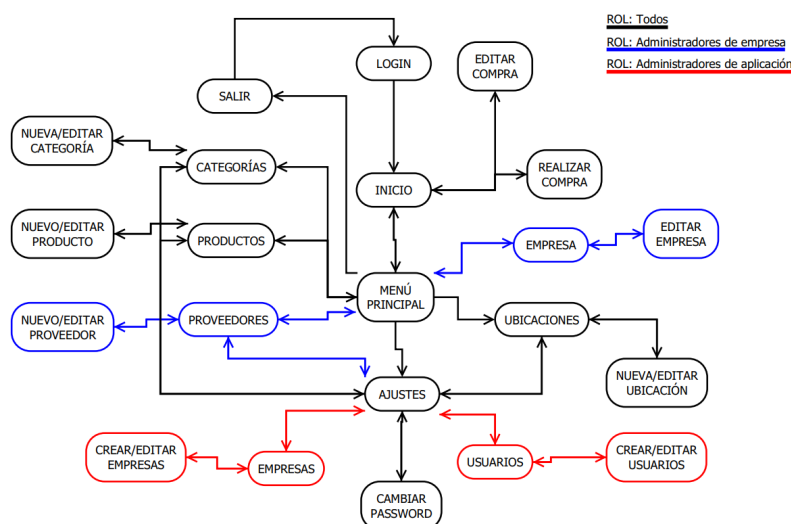 ROL: Todos
ROL: Administradores de empresa
ROL: Administradores de aplicación
LOGIN
EDITAR
COMPRA
SALIR
NUEVA/EDITAR
CATEGORÍA
CATEGORÍAS
INICIO
REALIZAR
COMPRA
NUEVO/EDITAR
PRODUCTO
PRODUCTOS
EMPRESA
EDITAR
EMPRESA
MENÚ
PRINCIPAL
NUEVO/EDITAR
PROVEEDOR
PROVEEDORES
UBICACIONES
AJUSTES
NUEVA/EDITAR
UBICACIÓN
CREAR/EDITAR
EMPRESAS
EMPRESAS
USUARIOS
CREAR/EDITAR
USUARIOS
CAMBIAR
PASSWORD